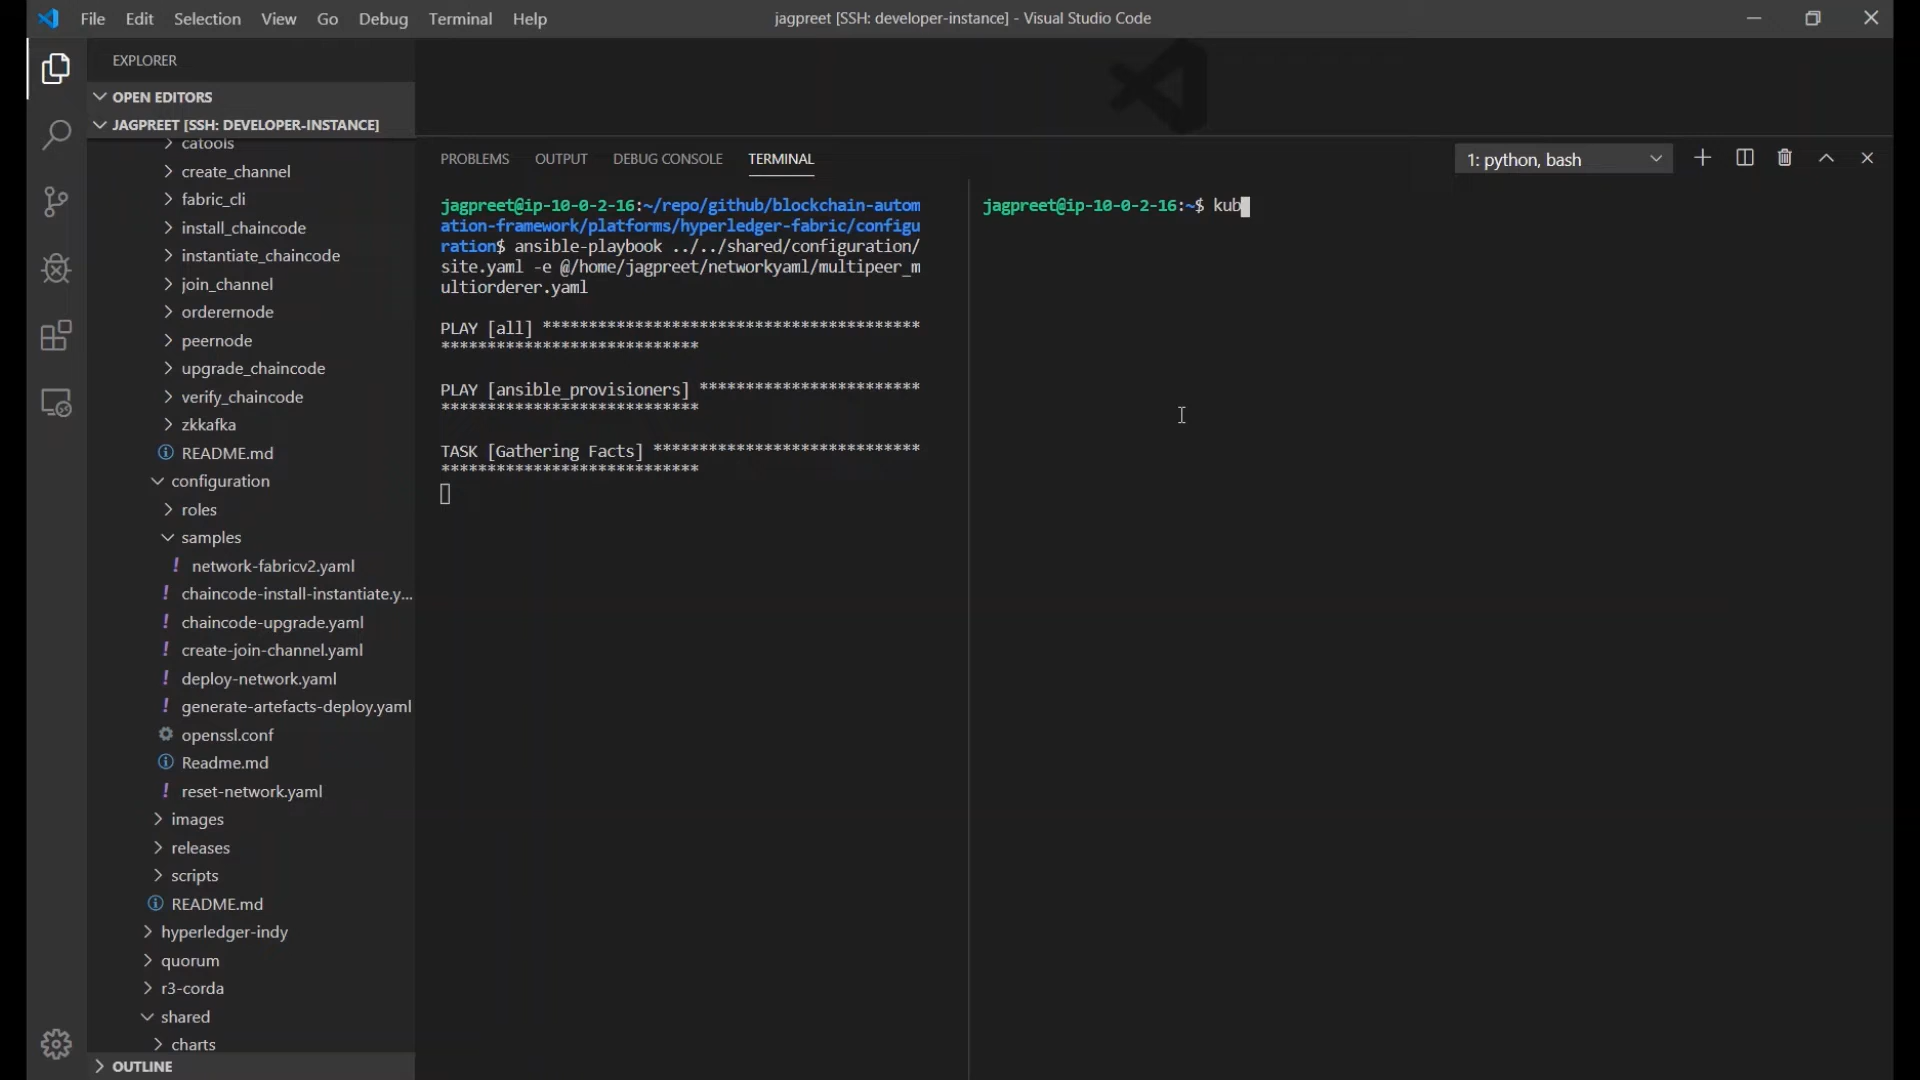 File Edit Selection View Go Debug Terminal Help
jagpreet [SSH: developer-instance] - Visual Studio Code
EXPLORER
OPEN EDITORS
JAGPREET [SSH: DEVELOPER-INSTANCE]
catools
create_channel
fabric_cli
install_chaincode
instantiate_chaincode
join_channel
orderernode
peernode
upgrade_chaincode
verify_chaincode
zkkafka
README.md
configuration
roles
samples
! network-fabricv2.yaml
! chaincode-install-instantiate.y...
! chaincode-upgrade.yaml
! create-join-channel.yaml
! deploy-network.yaml
! generate-artefacts-deploy.yaml
openssl.conf
Readme.md
! reset-network.yaml
images
releases
scripts
README.md
hyperledger-indy
quorum
r3-corda
shared
charts
OUTLINE
PROBLEMS OUTPUT DEBUG CONSOLE TERMINAL
1: python, bash
jagpreet@ip-10-0-2-16:~/repo/github/blockchain-autom
ation-framework/platforms/hyperledger-fabric/configu
ration$ ansible-playbook ../../shared/configuration/
site.yaml -e @/home/jagpreet/networkyaml/multipeer_m
ultiorderer.yaml
PLAY [all] *****************************************
****************************
PLAY [ansible_provisioners] ************************
****************************
TASK [Gathering Facts] *****************************
****************************
jagpreet@ip-10-0-2-16:~$ kub